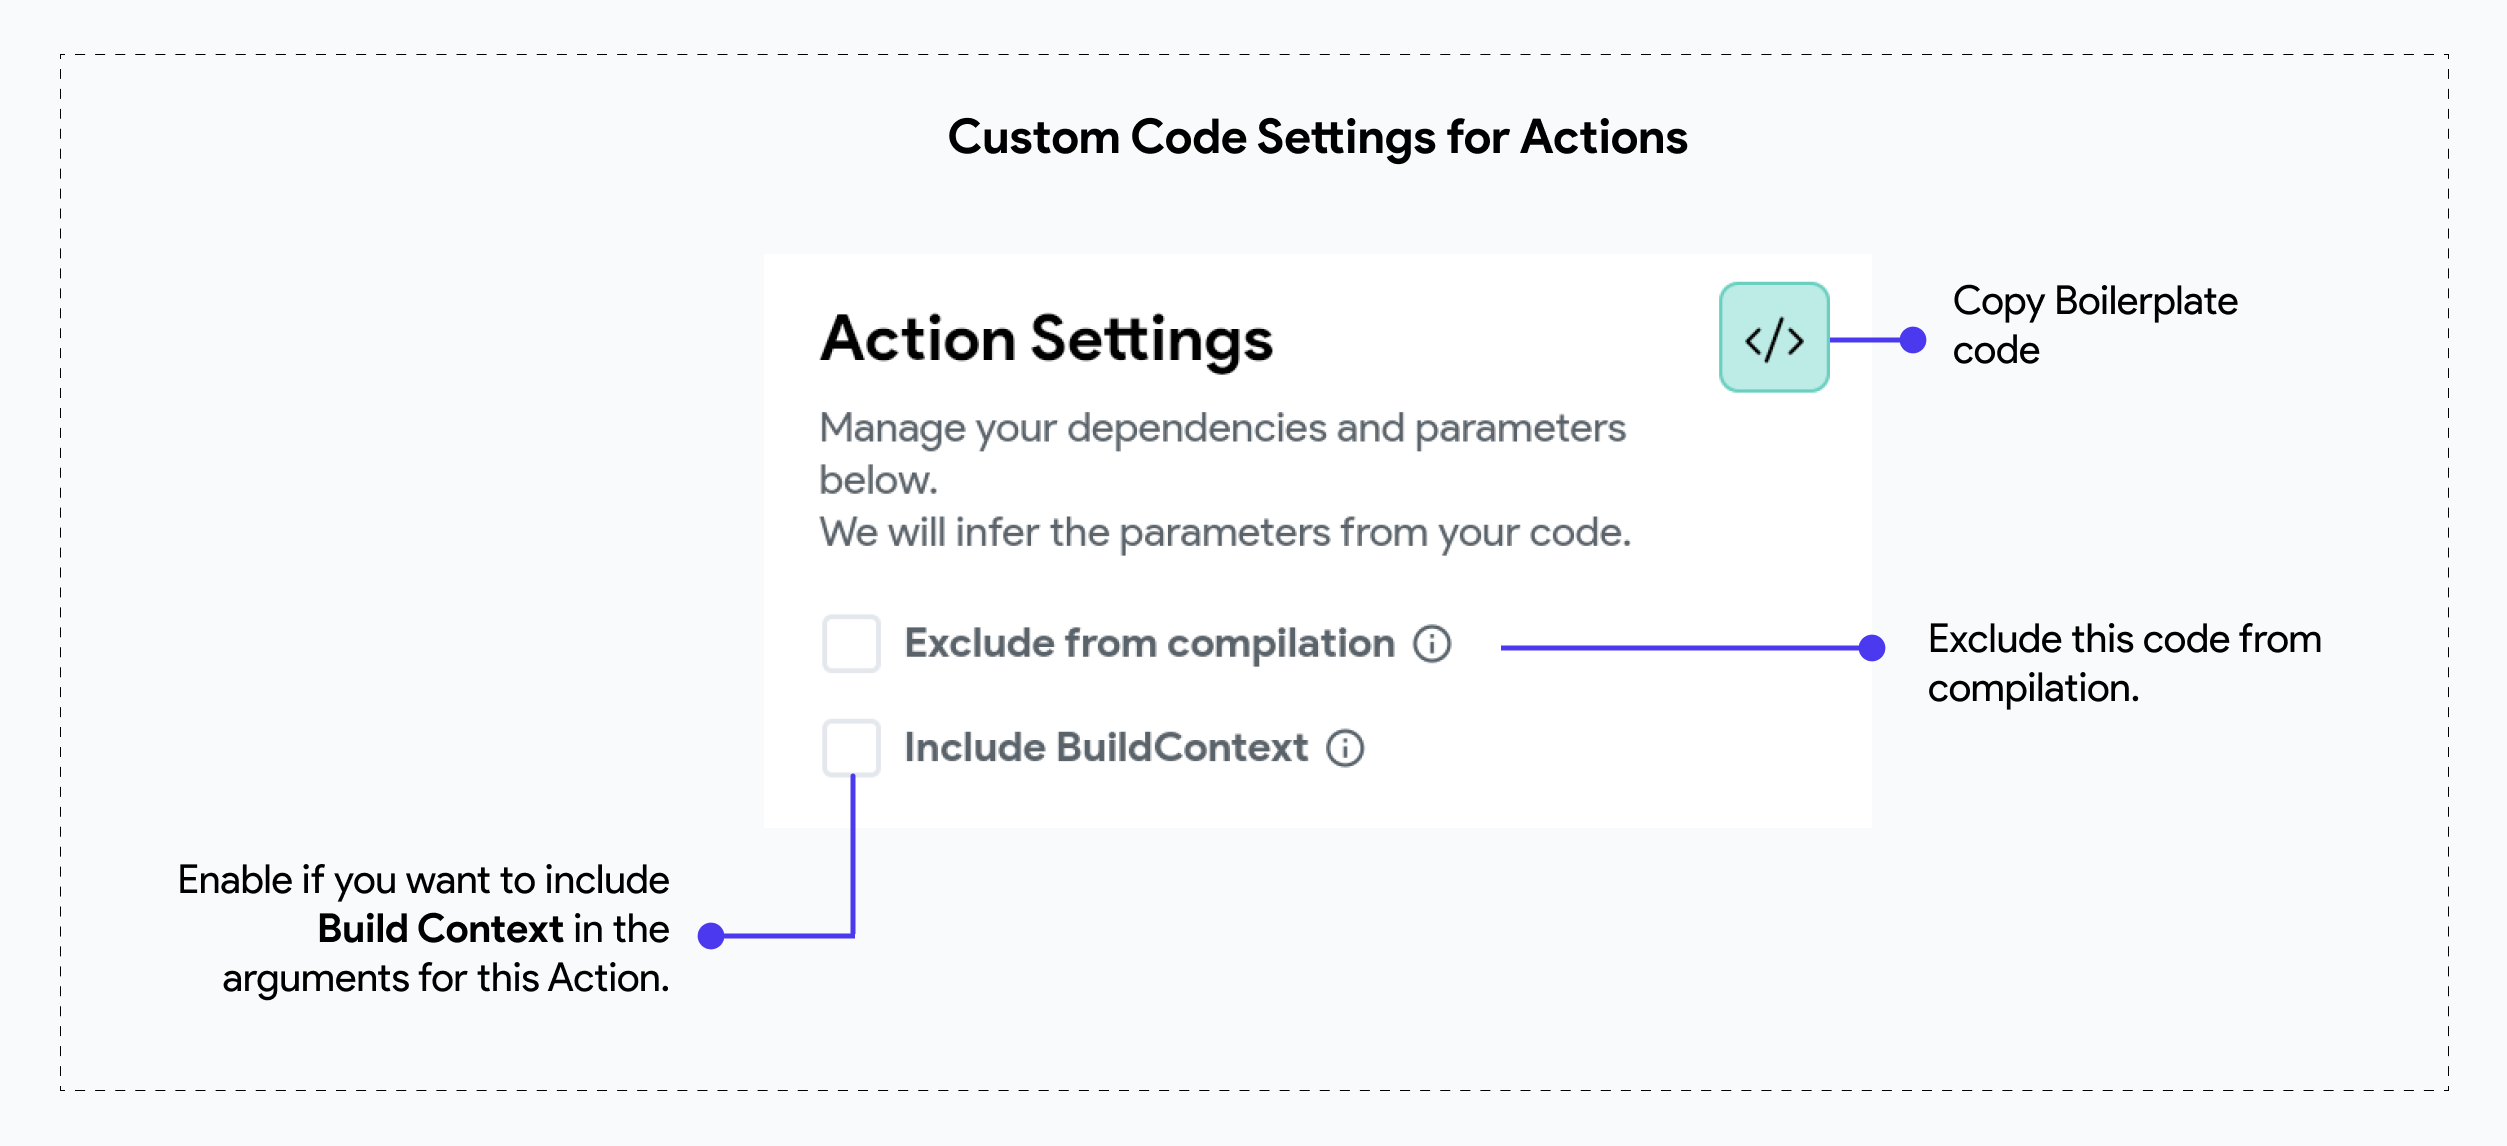 Custom Code Settings for Actions
Action Settings
</>
Copy Boilerplate
code
Manage your dependencies and parameters
below.
We will infer the parameters from your code.
Exclude from compilation
Exclude this code from
compilation.
Include BuildContext
Enable if you want to include
Build Context in the
arguments for this Action.